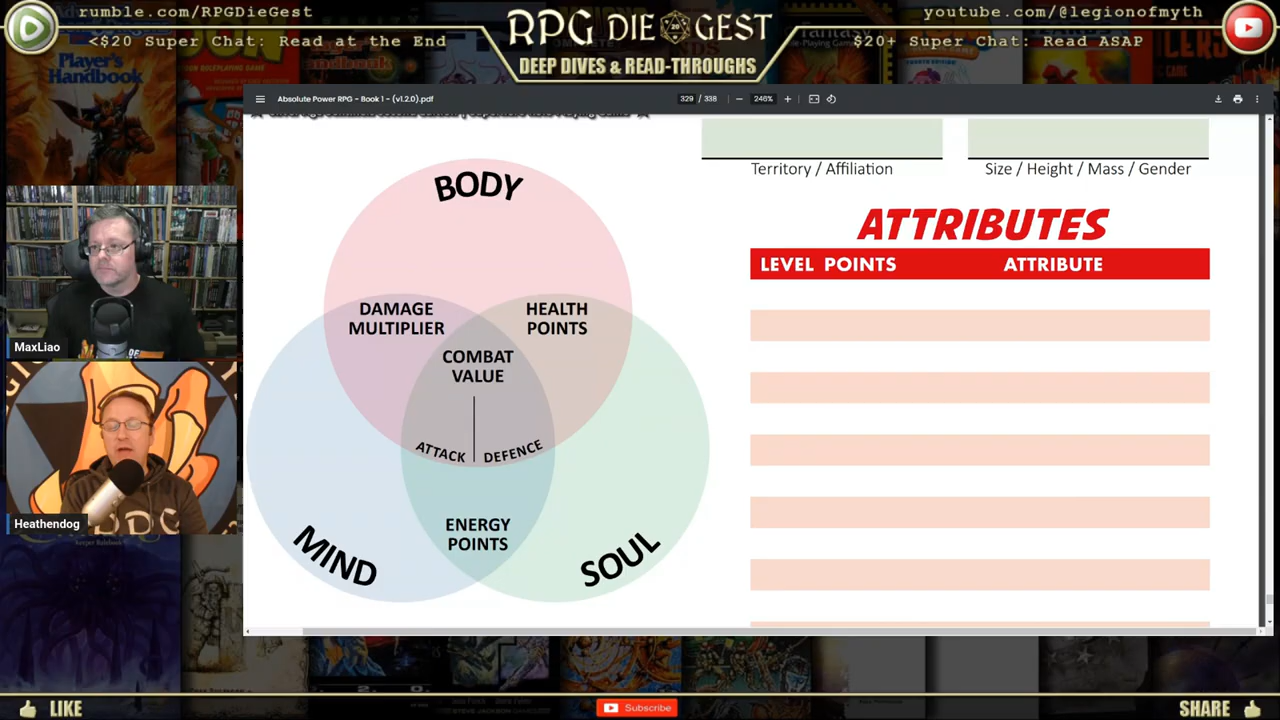 rumble.com/RPGDieGest
<$20 Super Chat: Read at the End
RPG DIE GEST
DEEP DIVES & READ-THROUGHS
youtube.com/@legionofmyth
$20+ Super Chat: Read ASAP
Player's
Handbook
Absolute Power RPG - Book 1 - (v1.2.0).pdf
329 / 338
246%
Territory / Affiliation
Size / Height / Mass / Gender
BODY
DAMAGE
MULTIPLIER
HEALTH
POINTS
COMBAT
VALUE
ATTACK
DEFENCE
ENERGY
POINTS
MIND
SOUL
ATTRIBUTES
LEVEL POINTS ATTRIBUTE
MaxLiao
Heathendog
LIKE
Subscribe
SHARE